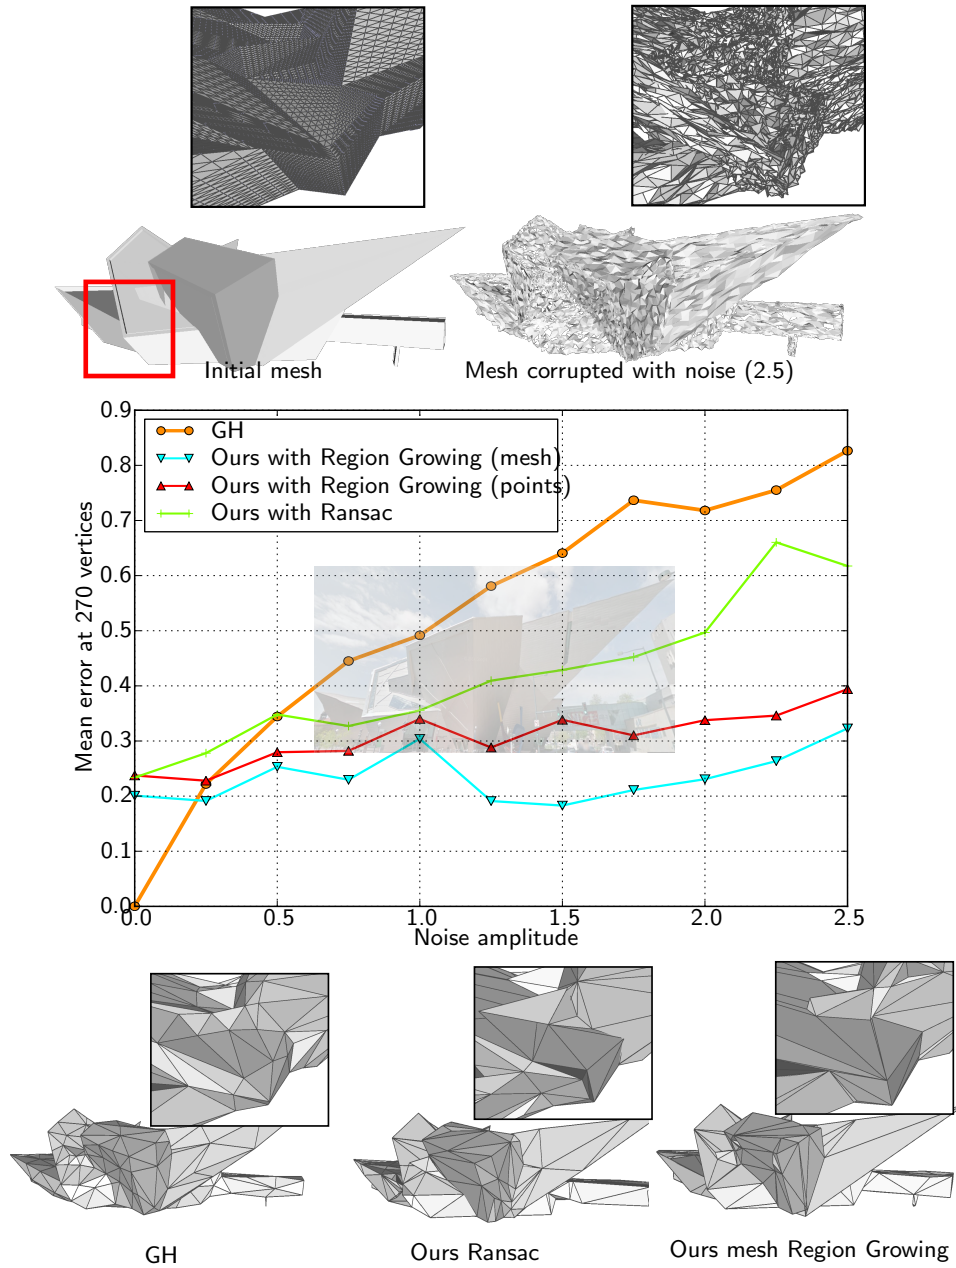 Initial mesh
Mesh corrupted with noise (2.5)
0.9
0.8
0.7
0.6
0.5
0.4
0.3
0.2
0.1
0.0
Mean error at 270 vertices
GH
Ours with Region Growing (mesh)
Ours with Region Growing (points)
Ours with Ransac
0.0 0.5 1.0 1.5 2.0 2.5
Noise amplitude
GH
Ours Ransac
Ours mesh Region Growing